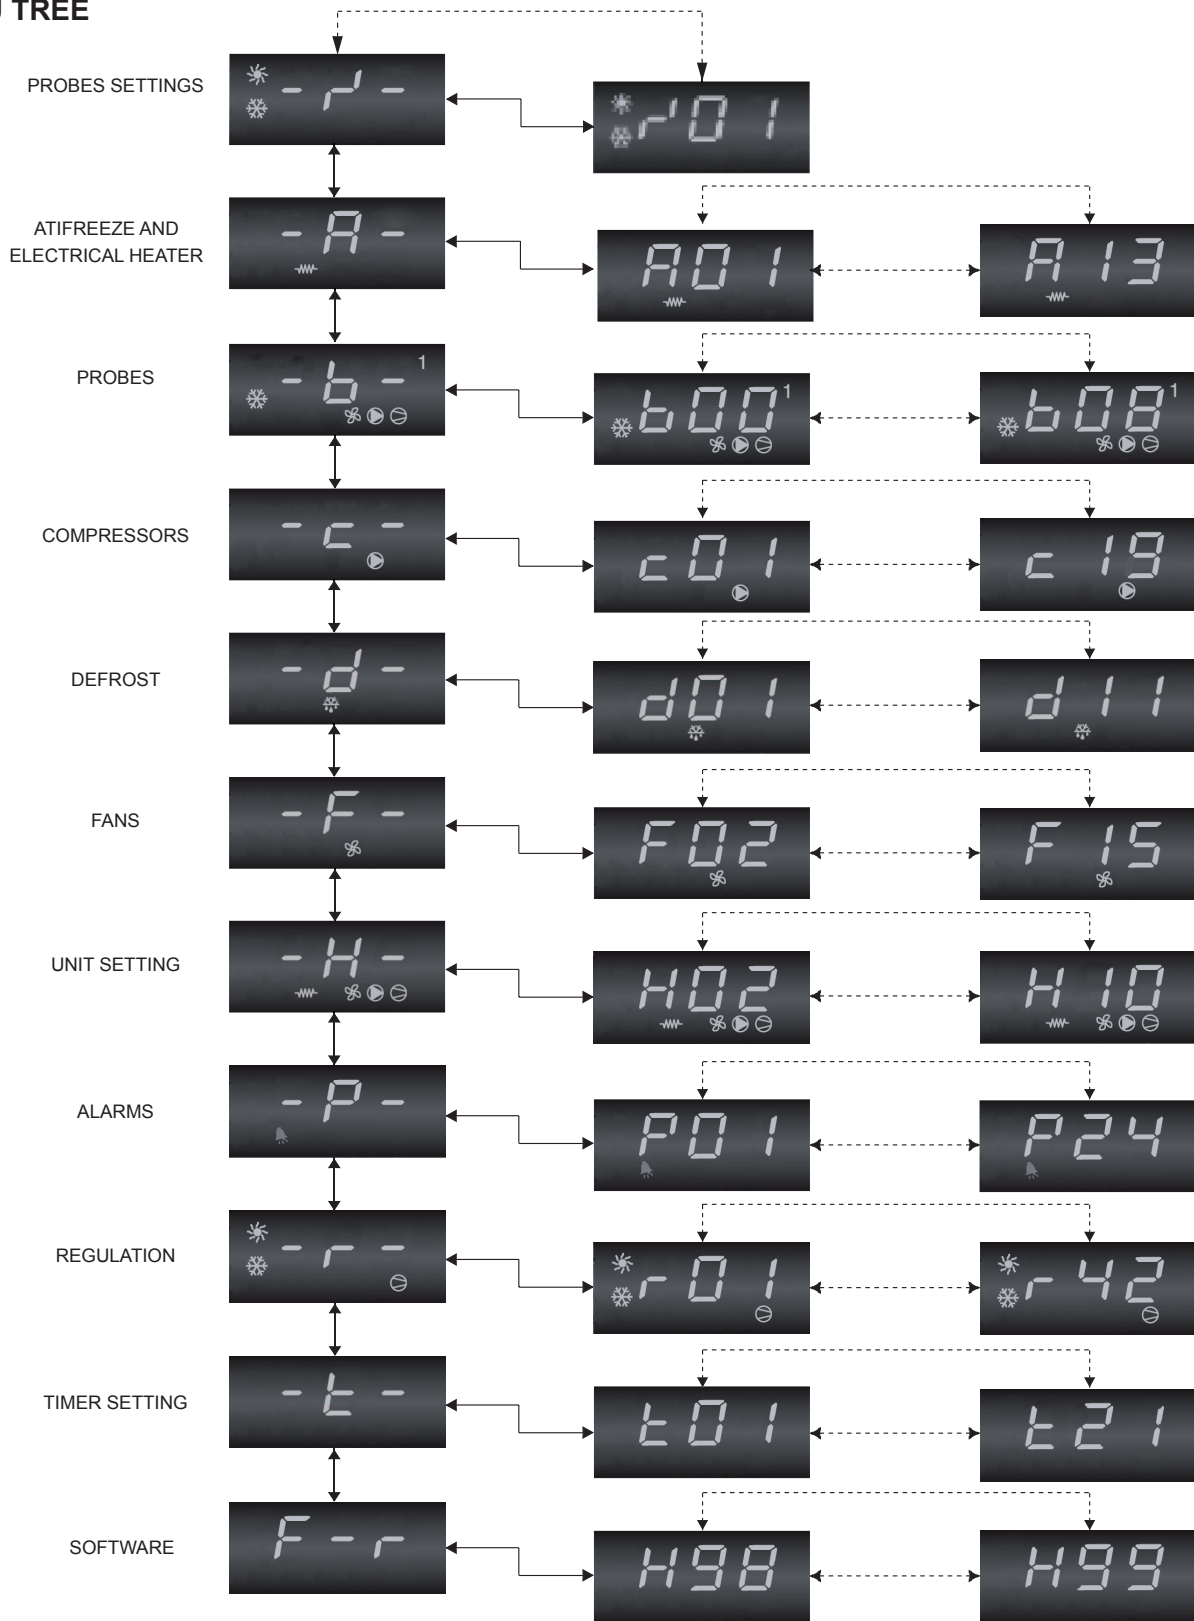 TREE
PROBES SETTINGS
-/-
/01
ATIFREEZE AND
ELECTRICAL HEATER
-A-
A01
A13
PROBES
-b- 1
b00 1
b08 1
COMPRESSORS
-c-
c01
c19
DEFROST
-d-
d01
d11
FANS
-F-
F02
F15
UNIT SETTING
-H-
H02
H10
ALARMS
-P-
P01
P24
REGULATION
-r-
r01
r42
TIMER SETTING
-t-
t01
t21
SOFTWARE
F-r
H98
H99